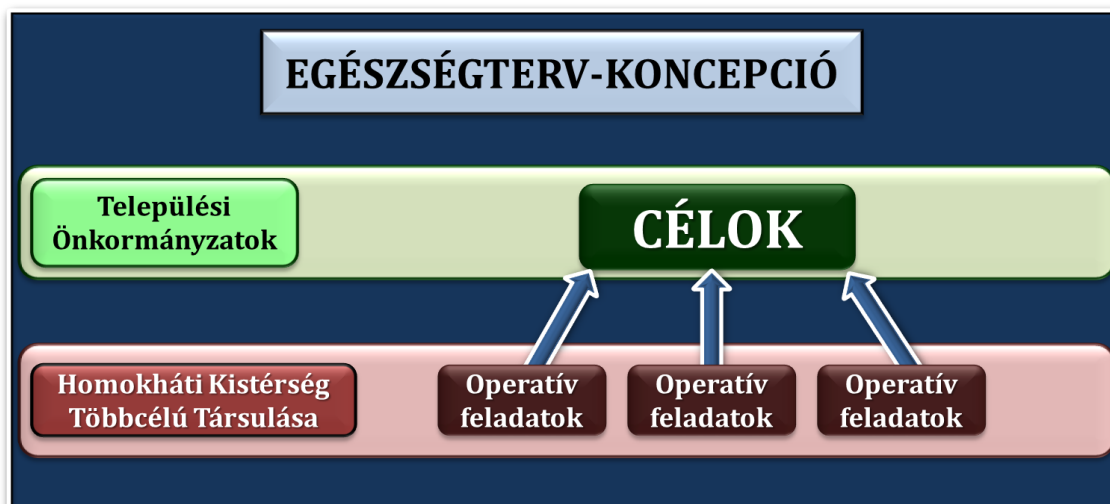 EGÉSZSÉGTERV-KONCEPCIÓ
Települési
Önkormányzatok
CÉLOK
Homokháti Kistérség
Többcélú Társulása
Operatív
feladatok
Operatív
feladatok
Operatív
feladatok